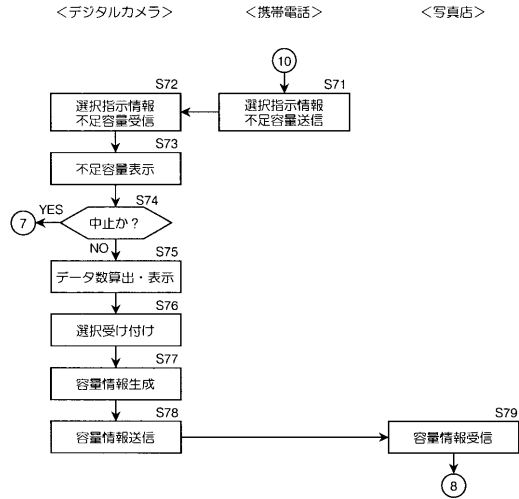 ＜デジタルカメラ＞
＜携帯電話＞
＜写真店＞
10
S71
選択指示情報
不足容量送信
S72
選択指示情報
不足容量受信
S73
不足容量表示
S74
中止か？
YES
7
NO
S75
データ数算出・表示
S76
選択受け付け
S77
容量情報生成
S78
容量情報送信
S79
容量情報受信
8